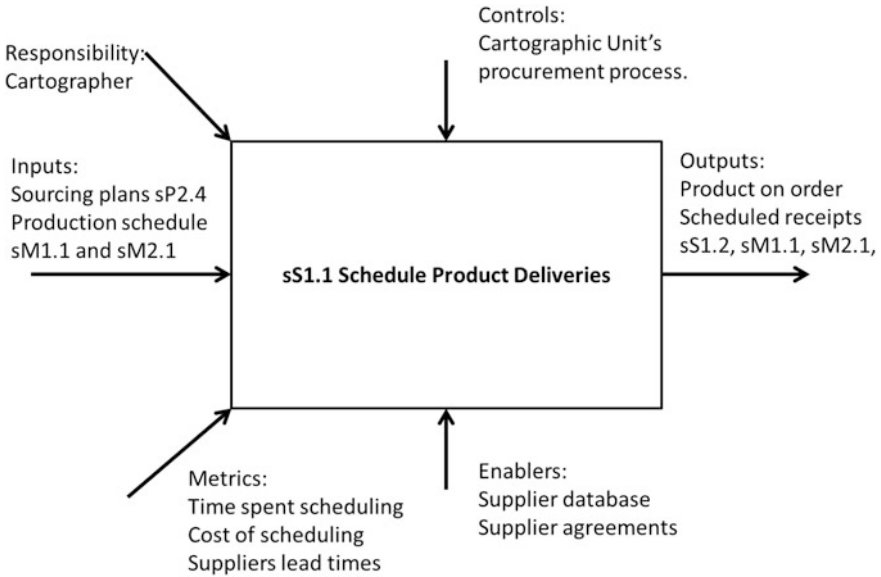 Responsibility:
Cartographer
Controls:
Cartographic Unit's
procurement process.
Inputs:
Sourcing plans sP2.4
Production schedule
sM1.1 and sM2.1
sS1.1 Schedule Product Deliveries
Outputs:
Product on order
Scheduled receipts
sS1.2, sM1.1, sM2.1,
Metrics:
Time spent scheduling
Cost of scheduling
Suppliers lead times
Enablers:
Supplier database
Supplier agreements